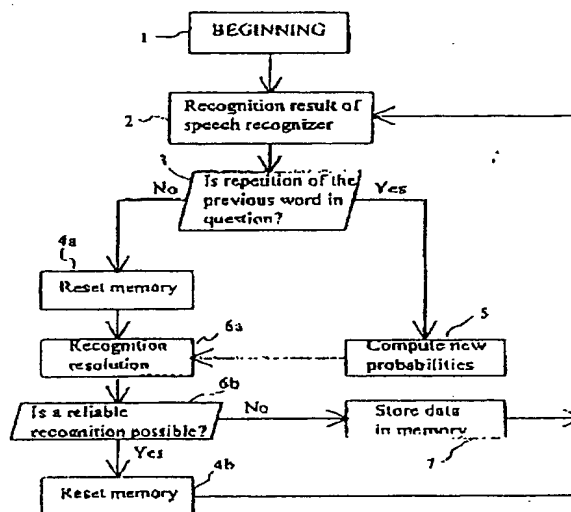 1
BEGINNING
2
Recognition result of
speech recognizer
3
Is repetition of the
previous word in
question?
No
Yes
4a
Reset memory
5
Compute new
probabilities
6a
Recognition
resolution
6b
Is a reliable
recognition possible?
No
Store data
in memory
7
Yes
4b
Reset memory